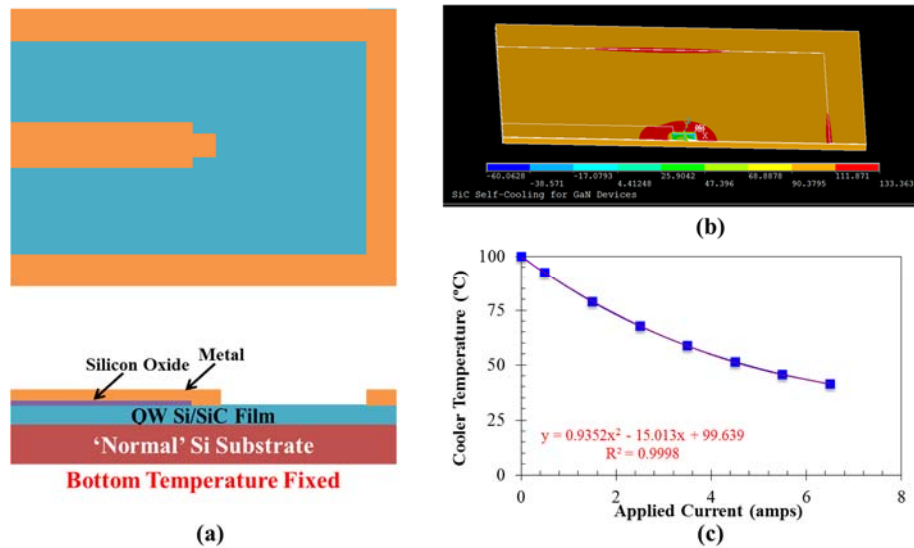 Silicon Oxide
Metal
QW Si/SiC Film
‘Normal’ Si Substrate
Bottom Temperature Fixed
(a)
-60.0628
-38.571
-17.0793
4.41248
25.9042
47.396
68.8878
90.3795
111.871
133.363
SiC Self-Cooling for GaN Devices
(b)
100
75
50
25
0
Cooler Temperature (ºC)
y = 0.9352x² - 15.013x + 99.639
R² = 0.9998
0 2 4 6 8
Applied Current (amps)
(c)